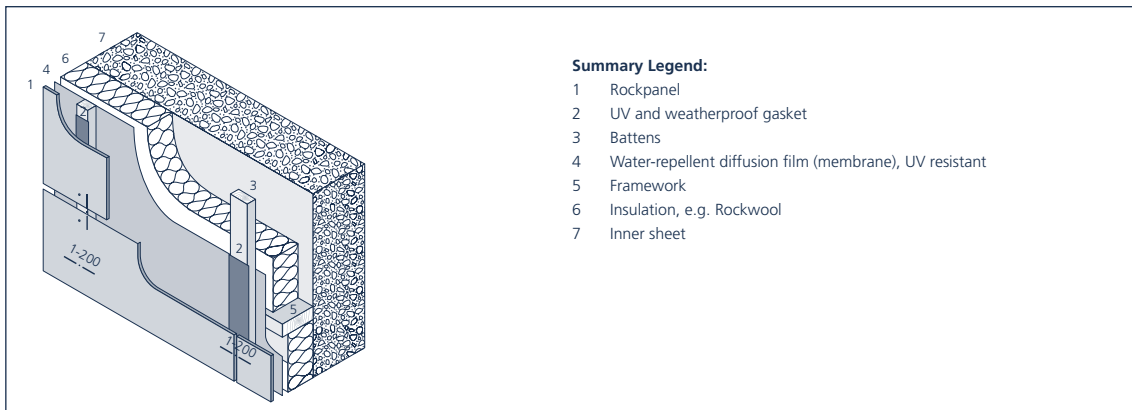 7
6
4
1
2
3
2
5
1-200
1-200
Summary Legend:
1 Rockpanel
2 UV and weatherproof gasket
3 Battens
4 Water-repellent diffusion film (membrane), UV resistant
5 Framework
6 Insulation, e.g. Rockwool
7 Inner sheet